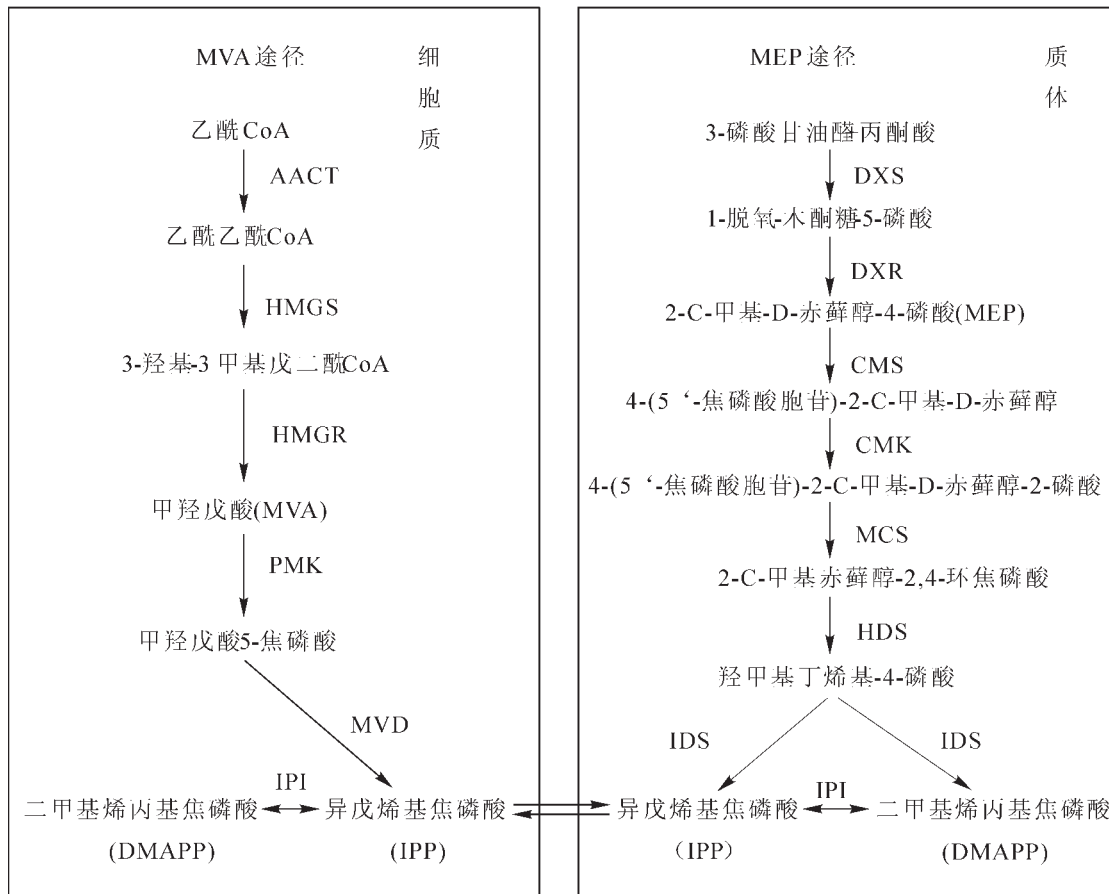 MVA途径
细
胞
质
乙酰CoA
AACT
乙酰乙酰CoA
HMGS
3-羟基-3甲基戊二酰CoA
HMGR
甲羟戊酸(MVA)
PMK
甲羟戊酸5-焦磷酸
MVD
IPI
二甲基烯丙基焦磷酸
异戊烯基焦磷酸
(DMAPP)
(IPP)
MEP途径
质
体
3-磷酸甘油醛-丙酮酸
DXS
1-脱氧-木酮糖-5-磷酸
DXR
2-C-甲基-D-赤藓醇-4-磷酸(MEP)
CMS
4-(5‘-焦磷酸胞苷)-2-C-甲基-D-赤藓醇
CMK
4-(5‘-焦磷酸胞苷)-2-C-甲基-D-赤藓醇-2-磷酸
MCS
2-C-甲基赤藓醇-2,4-环焦磷酸
HDS
羟甲基丁烯基-4-磷酸
IDS
IDS
IPI
异戊烯基焦磷酸
二甲基烯丙基焦磷酸
（IPP）
(DMAPP)